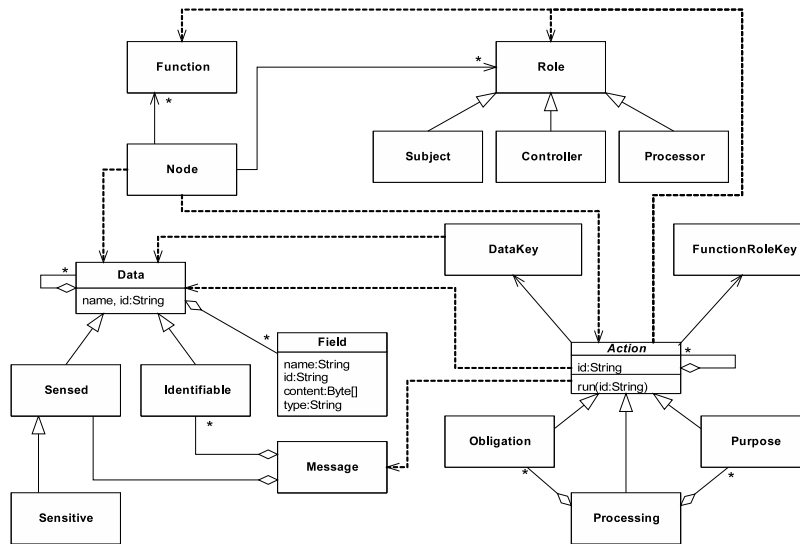 Function
Role
*
*
Node
Subject
Controller
Processor
DataKey
FunctionRoleKey
*
Data
name, id:String
*
Field
name:String
id:String
content:Byte[]
type:String
Action
*
id:String
run(id:String)
Sensed
Identifiable
*
Obligation
Purpose
Message
*
*
Sensitive
Processing